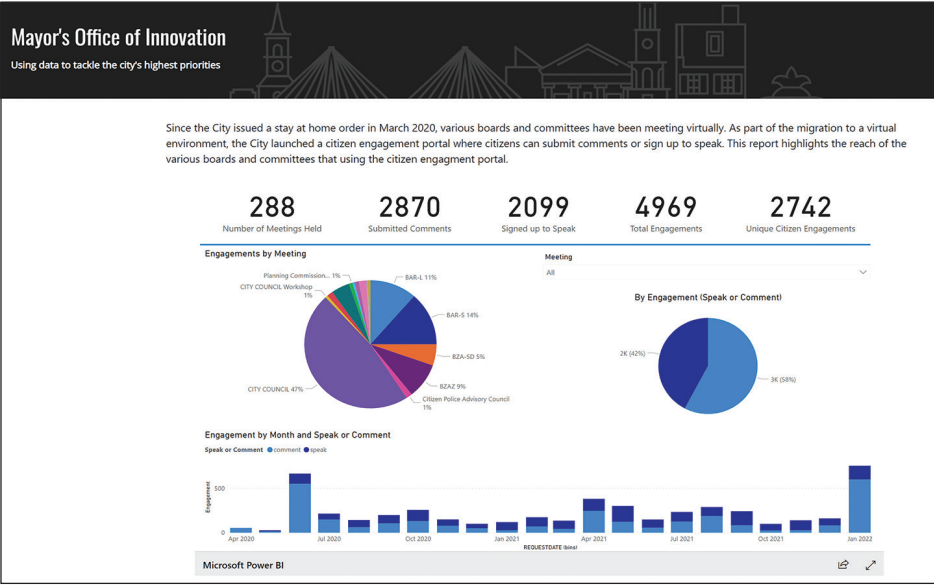 Mayor's Office of Innovation
Using data to tackle the city's highest priorities
Since the City issued a stay at home order in March 2020, various boards and committees have been meeting virtually. As part of the migration to a virtual
environment, the City launched a citizen engagement portal where citizens can submit comments or sign up to speak. This report highlights the reach of the
various boards and committees that using the citizen engagment portal.
288
Number of Meetings Held
2870
Submitted Comments
2099
Signed up to Speak
4969
Total Engagements
2742
Unique Citizen Engagements
Engagements by Meeting
Planning Commission... 1%
CITY COUNCIL Workshop
1%
BAR-L 11%
BAR-S 14%
BZA-SD 5%
BZAZ 9%
Citizen Police Advisory Council
1%
CITY COUNCIL 47%
Meeting
All
By Engagement (Speak or Comment)
2K (42%)
3K (58%)
Engagement by Month and Speak or Comment
Speak or Comment comment speak
Engagement
500
0
Apr 2020 Jul 2020 Oct 2020 Jan 2021 Apr 2021 Jul 2021 Oct 2021 Jan 2022
REQUESTDATE (bins)
Microsoft Power BI